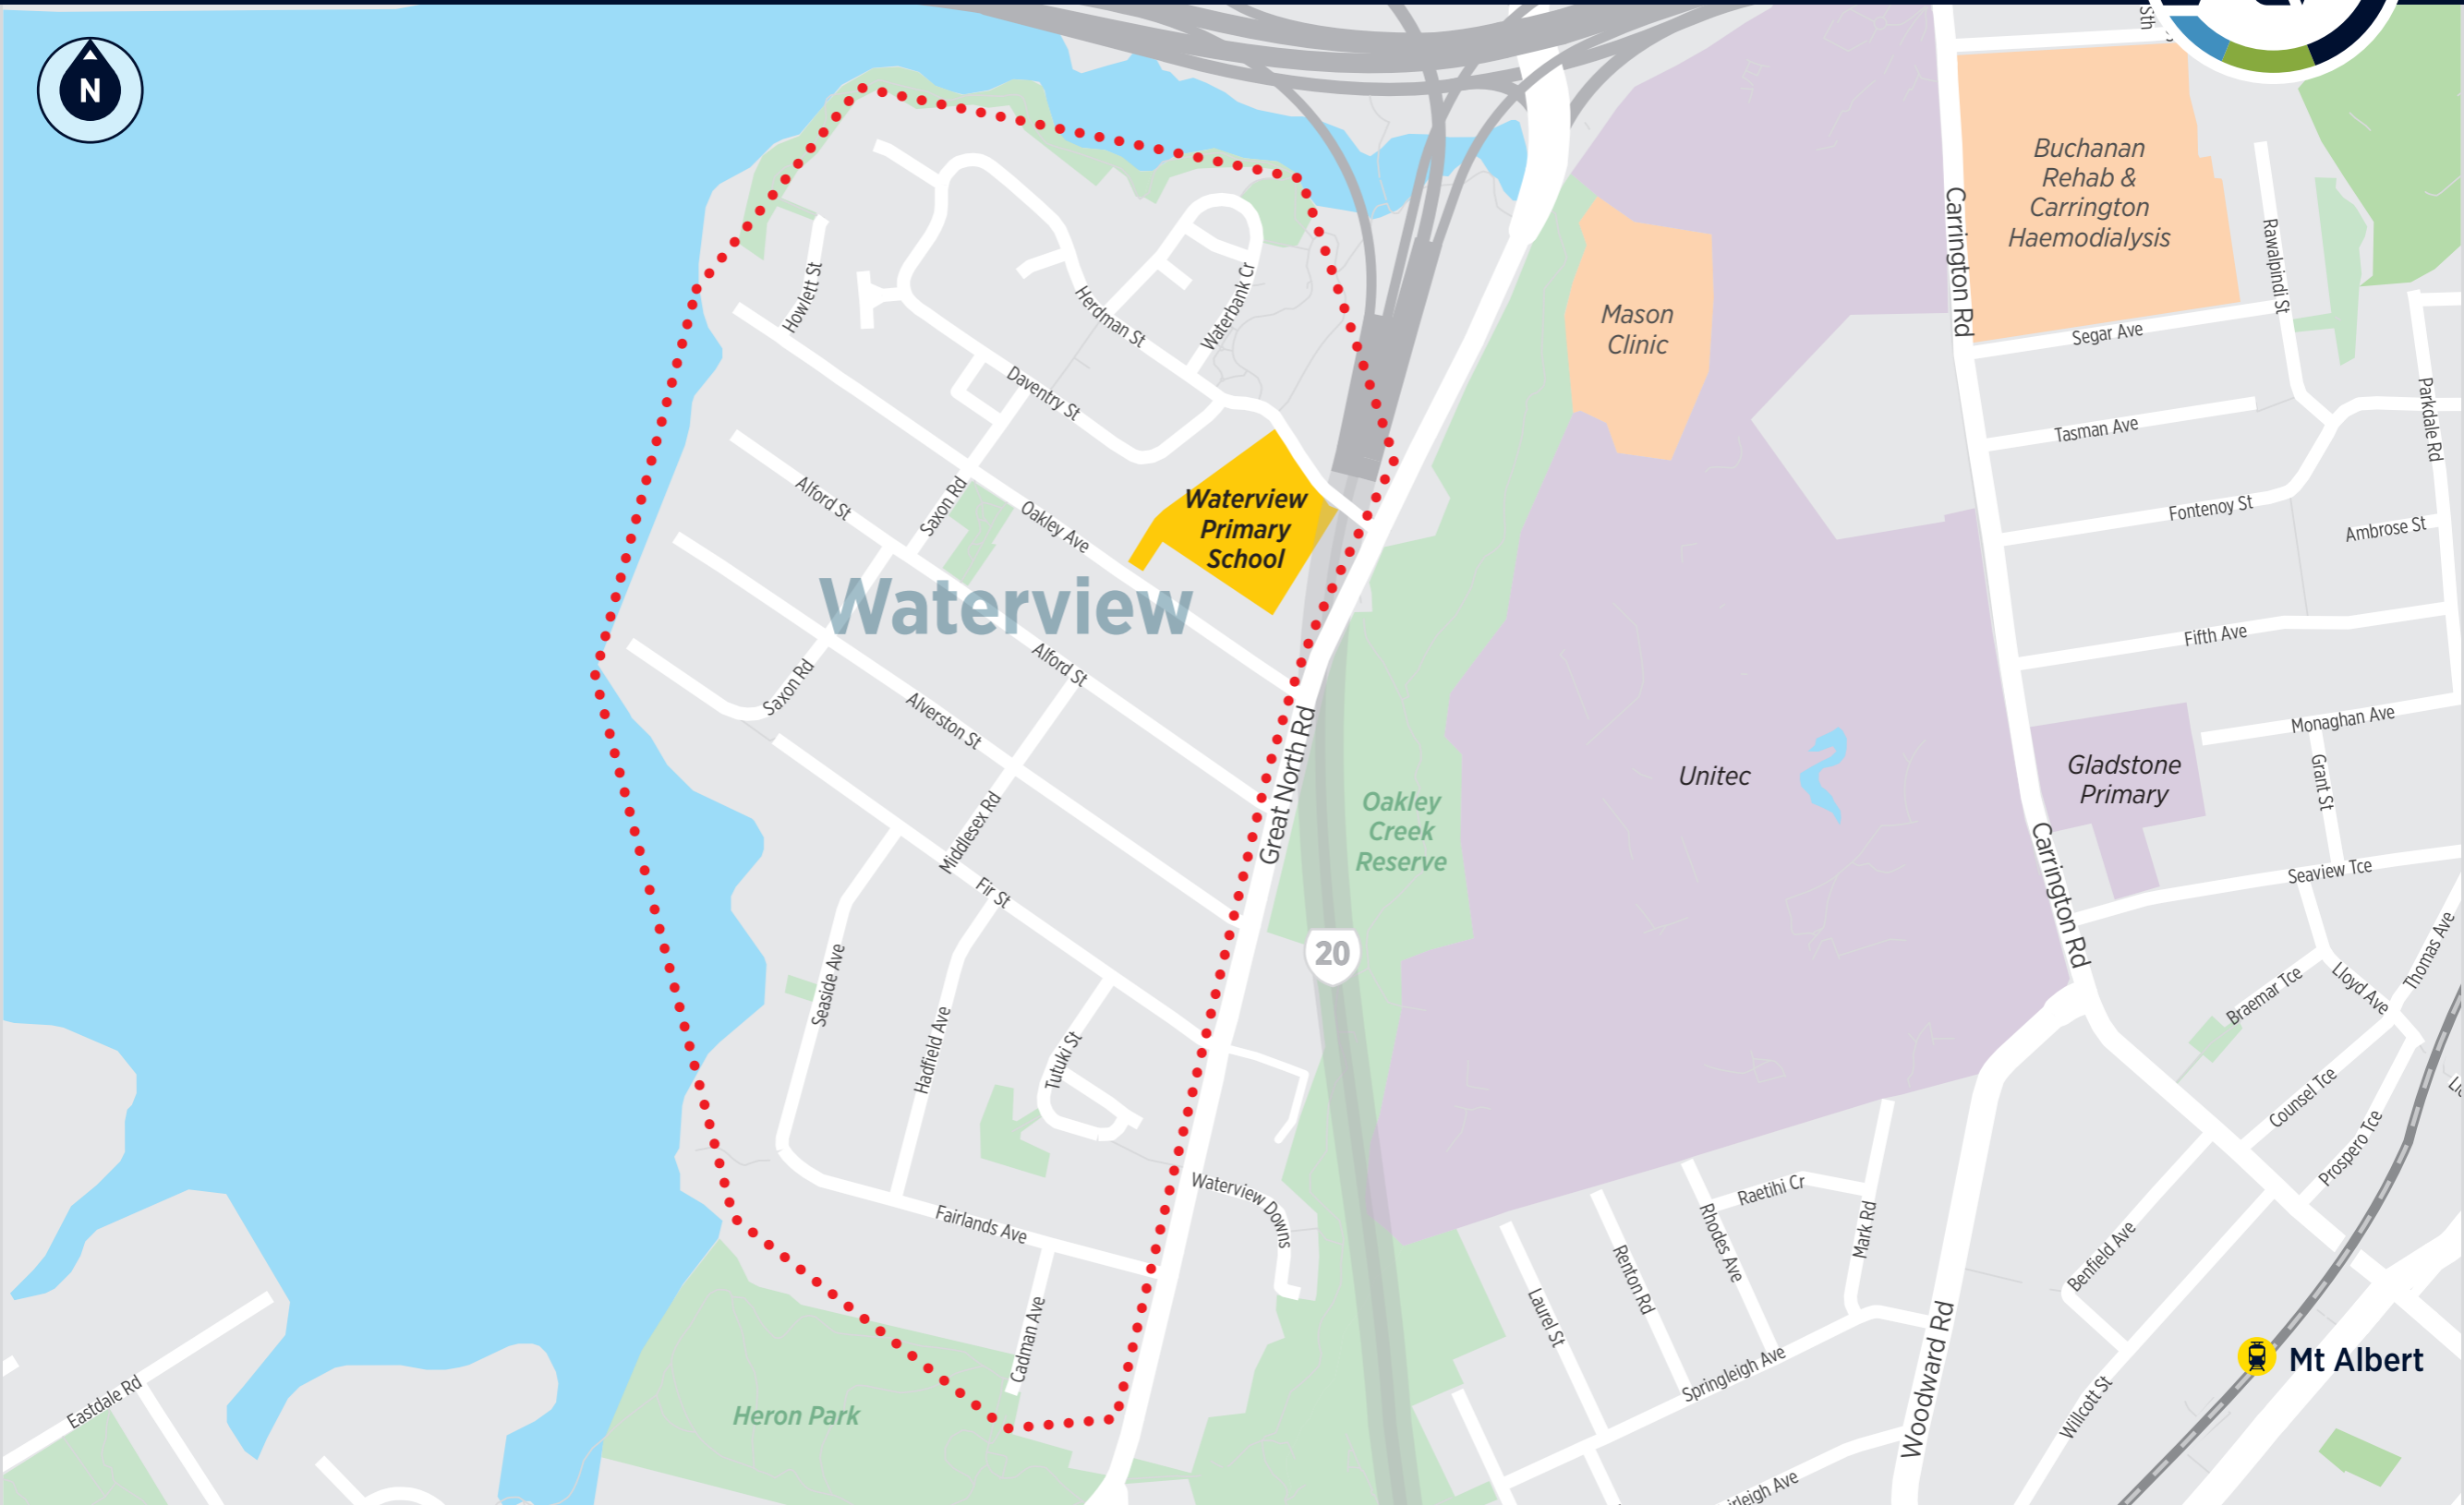 N
Sth
Buchanan
Rehab &
Carrington
Haemodialysis
Carrington Rd
Rawalpindi St
Howlett St
Herdman St
Waterbank Cr
Mason
Clinic
Segar Ave
Daventry St
Parkdale Rd
Tasman Ave
Alford St
Saxon Rd
Oakley Ave
Waterview
Primary
School
Fontenoy St
Ambrose St
Waterview
Fifth Ave
Saxon Rd
Alford St
Alverston St
Great North Rd
Monaghan Ave
Unitec
Gladstone
Primary
Grant St
Middlesex Rd
Oakley
Creek
Reserve
Fir St
Carrington Rd
Seaview Tce
20
Seaside Ave
Thomas Ave
Braemar Tce
Lloyd Ave
Hadfield Ave
Tutuki St
Counsel Tce
Prospero Tce
Waterview Downs
Raetihi Cr
Rhodes Ave
Mark Rd
Fairlands Ave
Benfield Ave
Renton Rd
Laurel St
Cadman Ave
Woodward Rd
Mt Albert
Springleigh Ave
Eastdale Rd
Heron Park
Willcott St